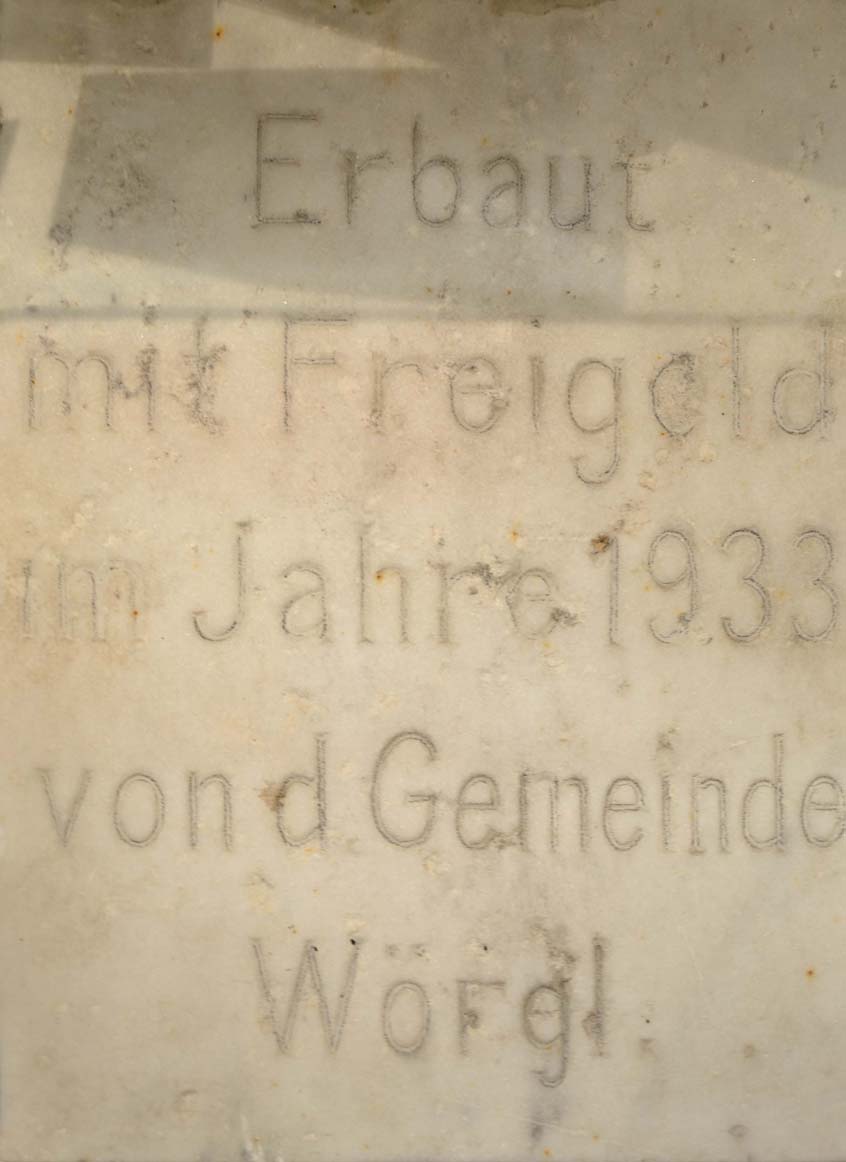 Erbaut
mit Freigeld
im Jahre 1933
von d Gemeinde
Wörgl.